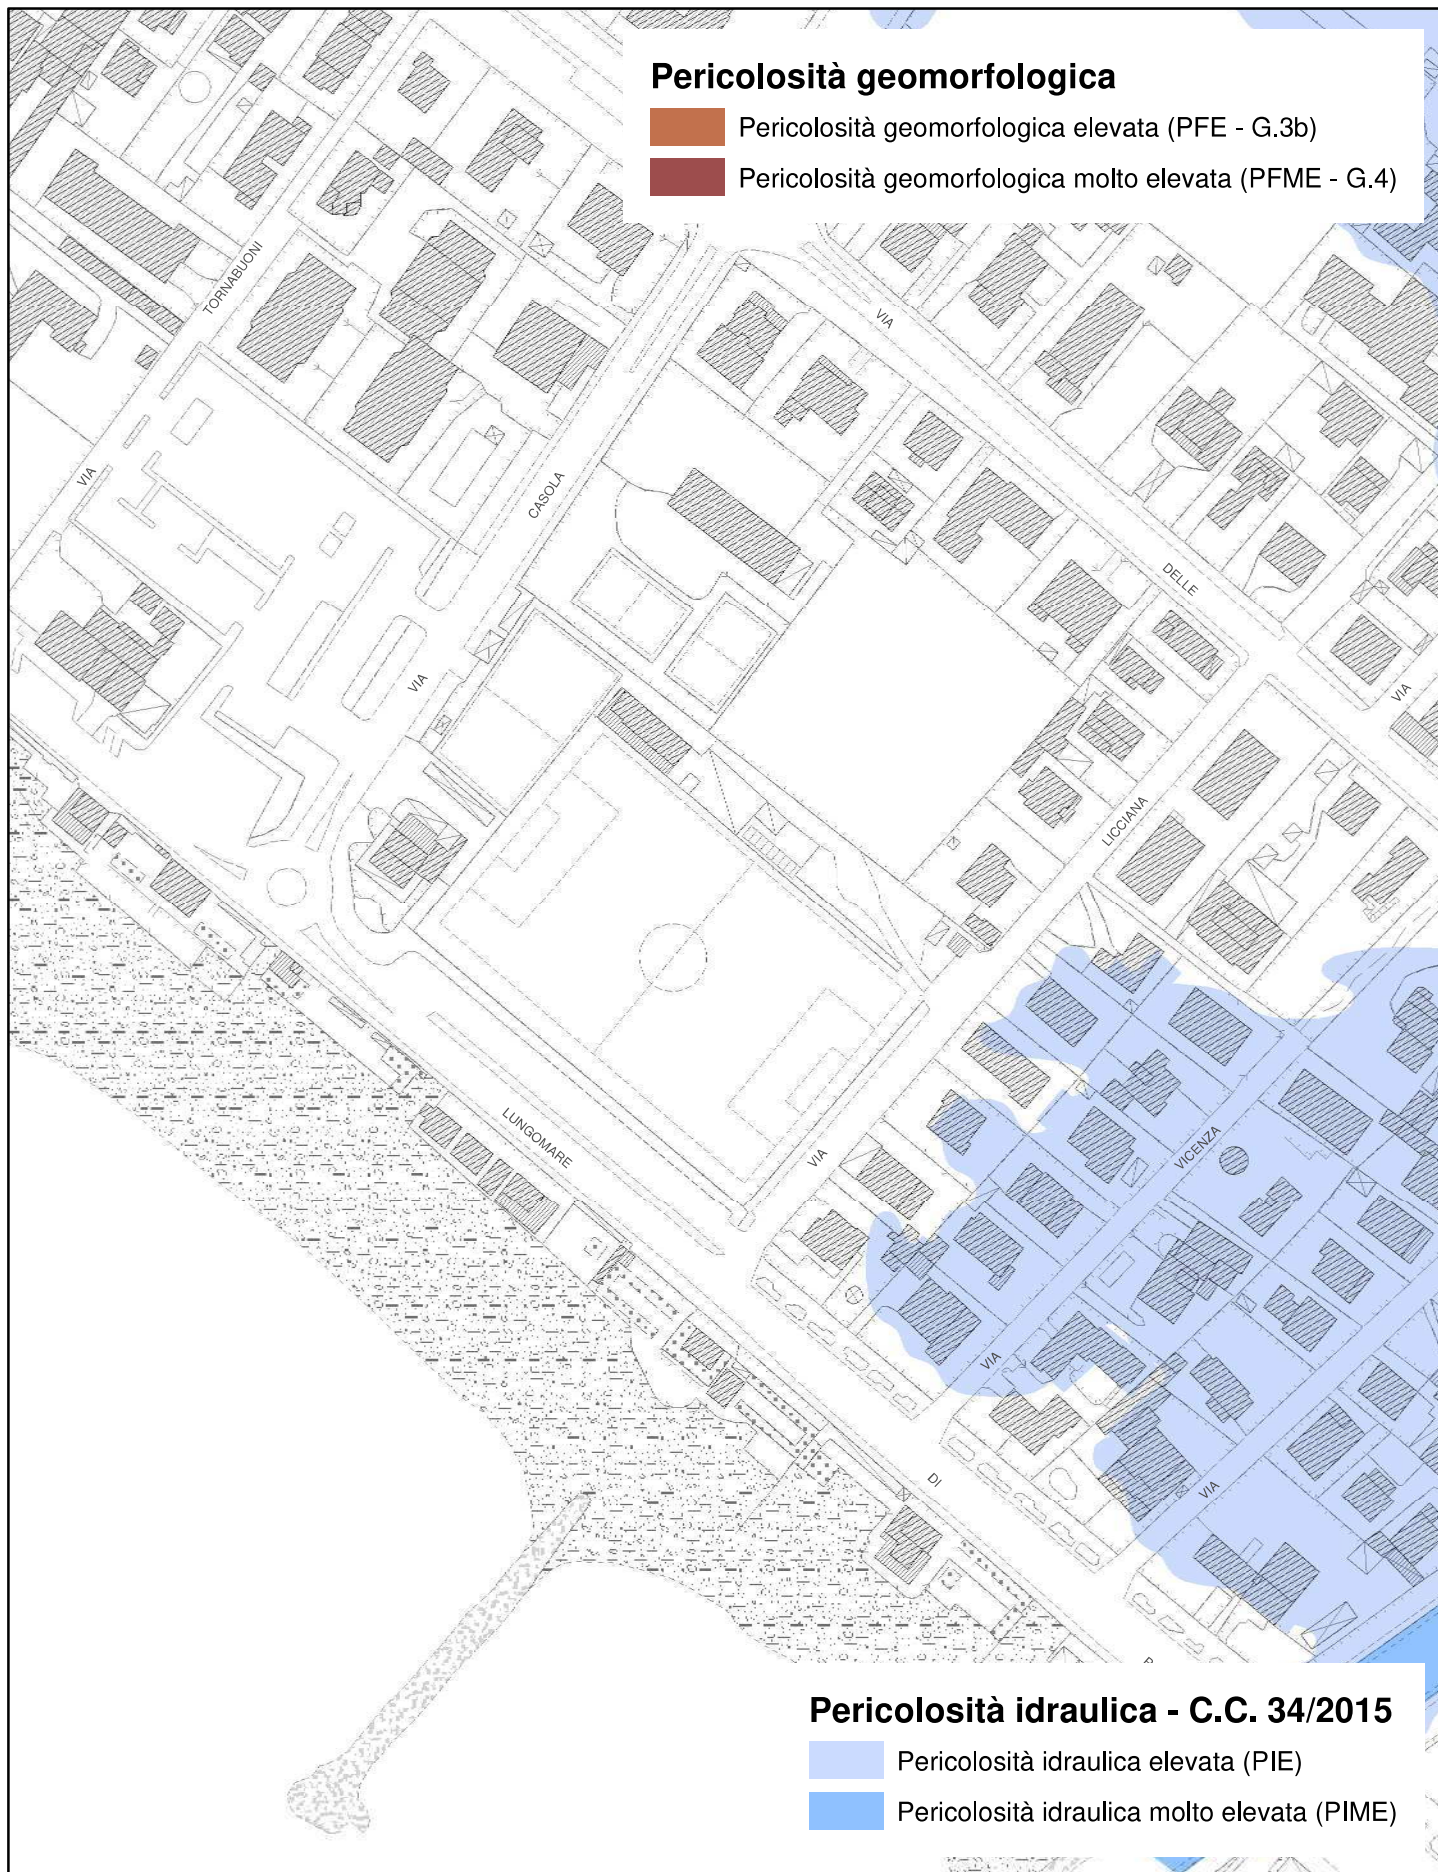 Pericolosità geomorfologica
Pericolosità geomorfologica elevata (PFE - G.3b)
Pericolosità geomorfologica molto elevata (PFME - G.4)
TORNABUONI
VIA
VIA
CASOLA
VIA
DELLE
VIA
LICCIANA
VIA
LUNGOMARE
VIA
VICENZA
VIA
DI
VIA
Pericolosità idraulica - C.C. 34/2015
Pericolosità idraulica elevata (PIE)
Pericolosità idraulica molto elevata (PIME)